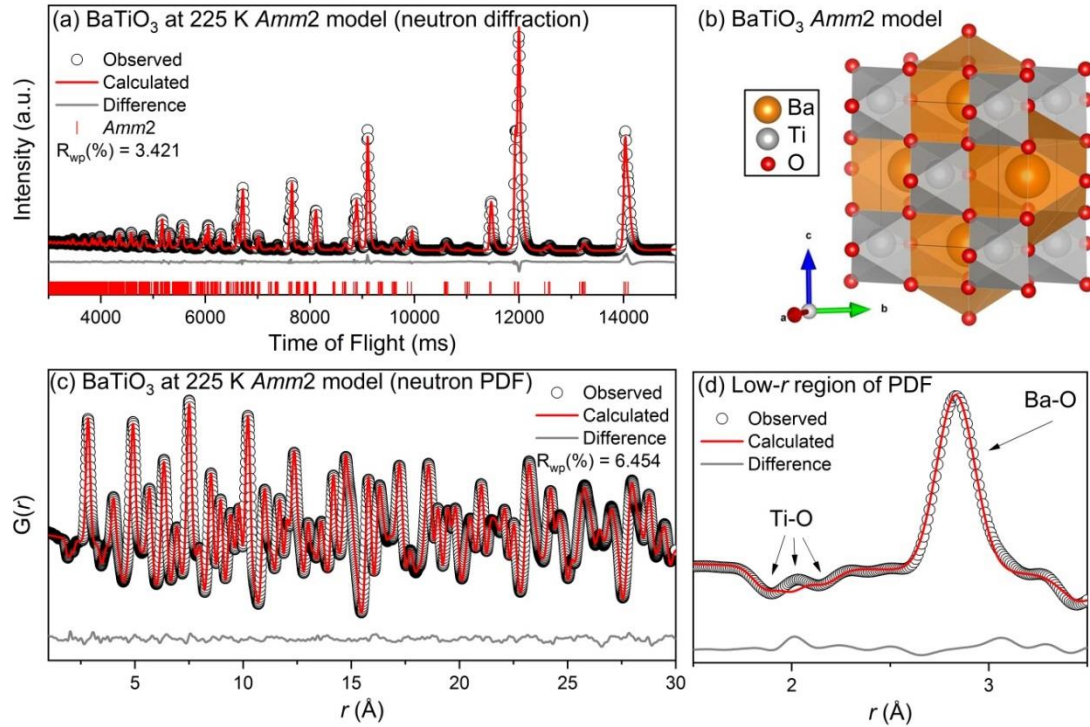 (a) BaTiO₃ at 225 K Amm2 model (neutron diffraction)
Observed
Calculated
Difference
Amm2
Rwp(%) = 3.421
Intensity (a.u.)
4000 6000 8000 10000 12000 14000
Time of Flight (ms)
(b) BaTiO₃ Amm2 model
Ba
Ti
O
c
a
b
(c) BaTiO₃ at 225 K Amm2 model (neutron PDF)
Observed
Calculated
Difference
Rwp(%) = 6.454
G(r)
5 10 15 20 25 30
r (Å)
(d) Low-r region of PDF
Observed
Calculated
Difference
Ba-O
Ti-O
2 3
r (Å)